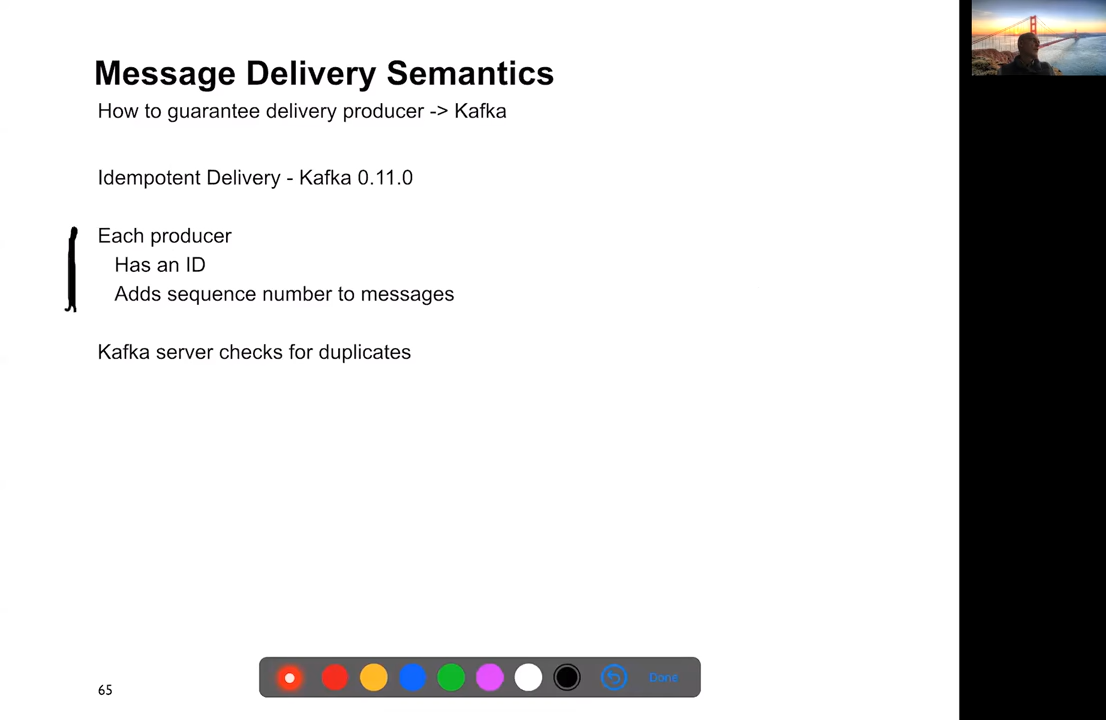 Message Delivery Semantics
How to guarantee delivery producer -> Kafka
Idempotent Delivery - Kafka 0.11.0
Each producer
Has an ID
Adds sequence number to messages
Kafka server checks for duplicates
65
Done